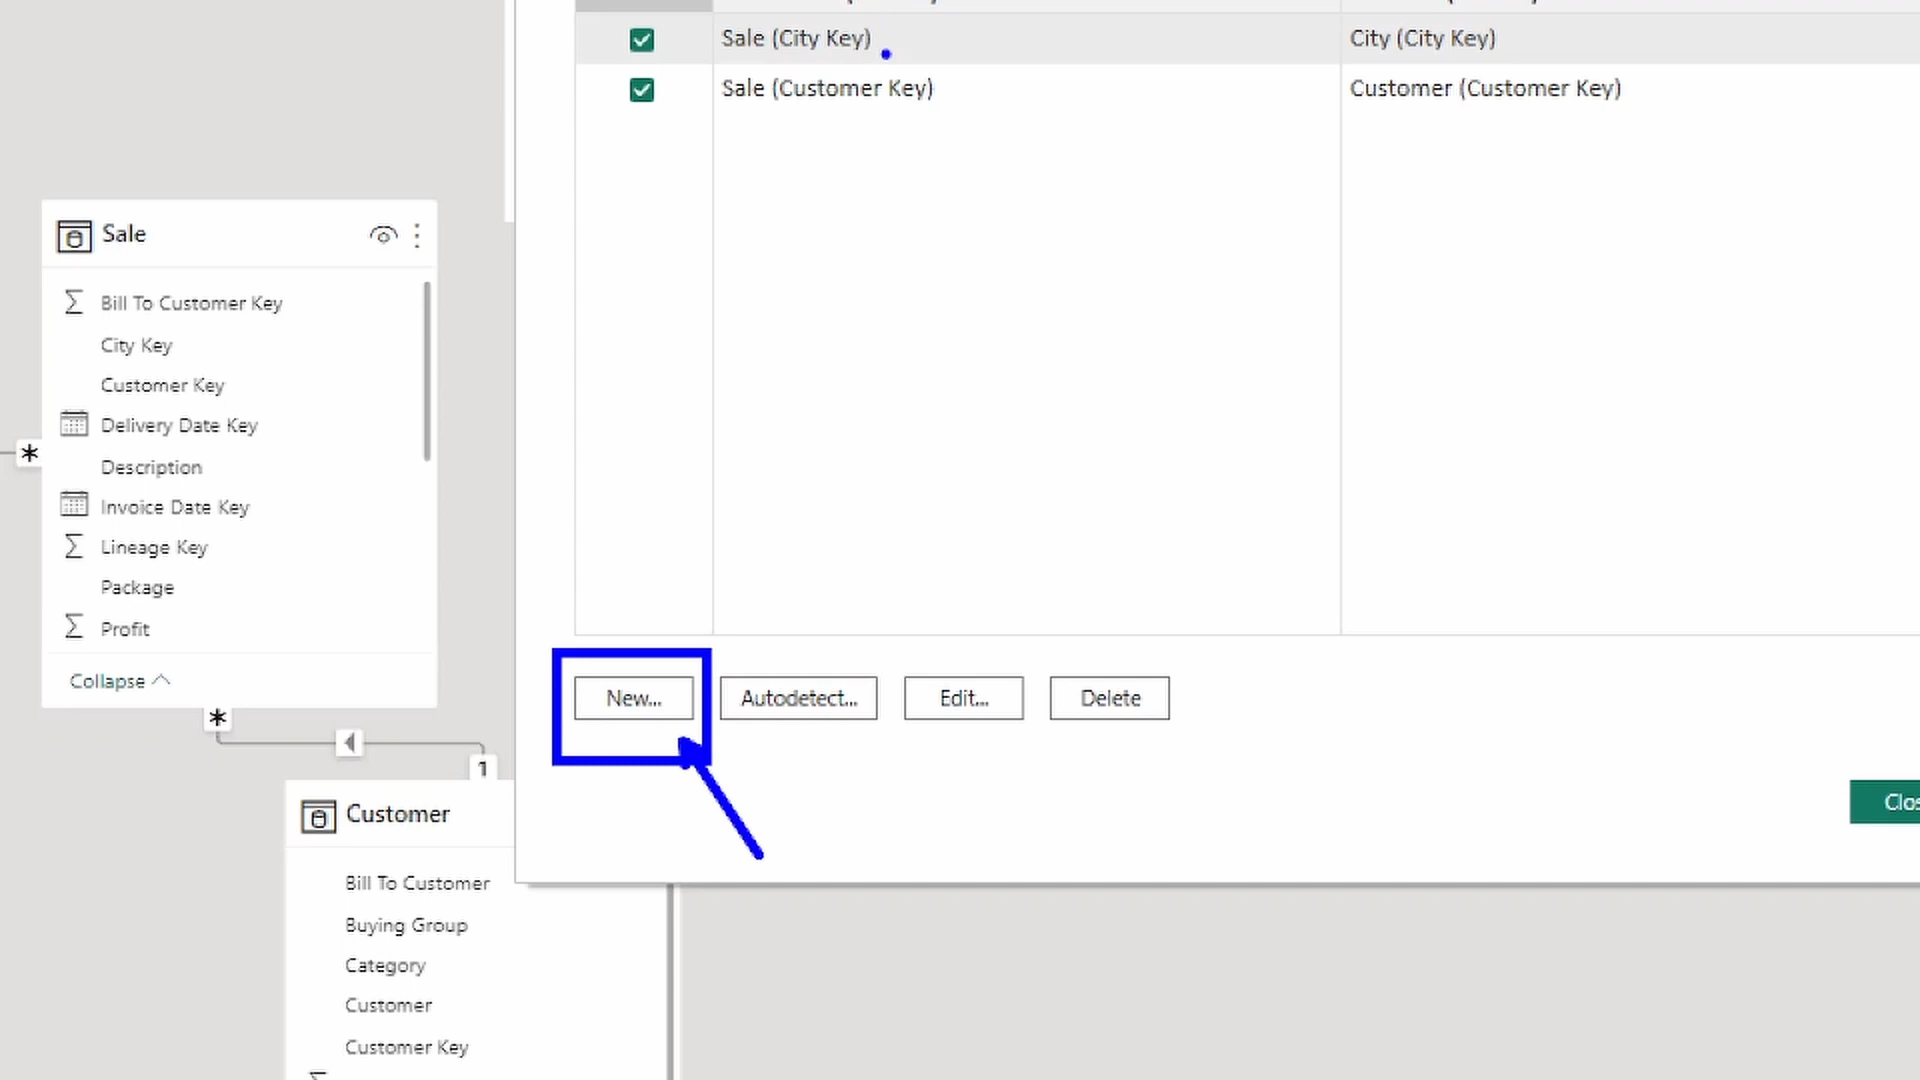 Sale (City Key)
City (City Key)
Sale (Customer Key)
Customer (Customer Key)
Sale
Bill To Customer Key
City Key
Customer Key
Delivery Date Key
Description
Invoice Date Key
Lineage Key
Package
Profit
Collapse
New...
Autodetect...
Edit...
Delete
1
Clos
Customer
Bill To Customer
Buying Group
Category
Customer
Customer Key